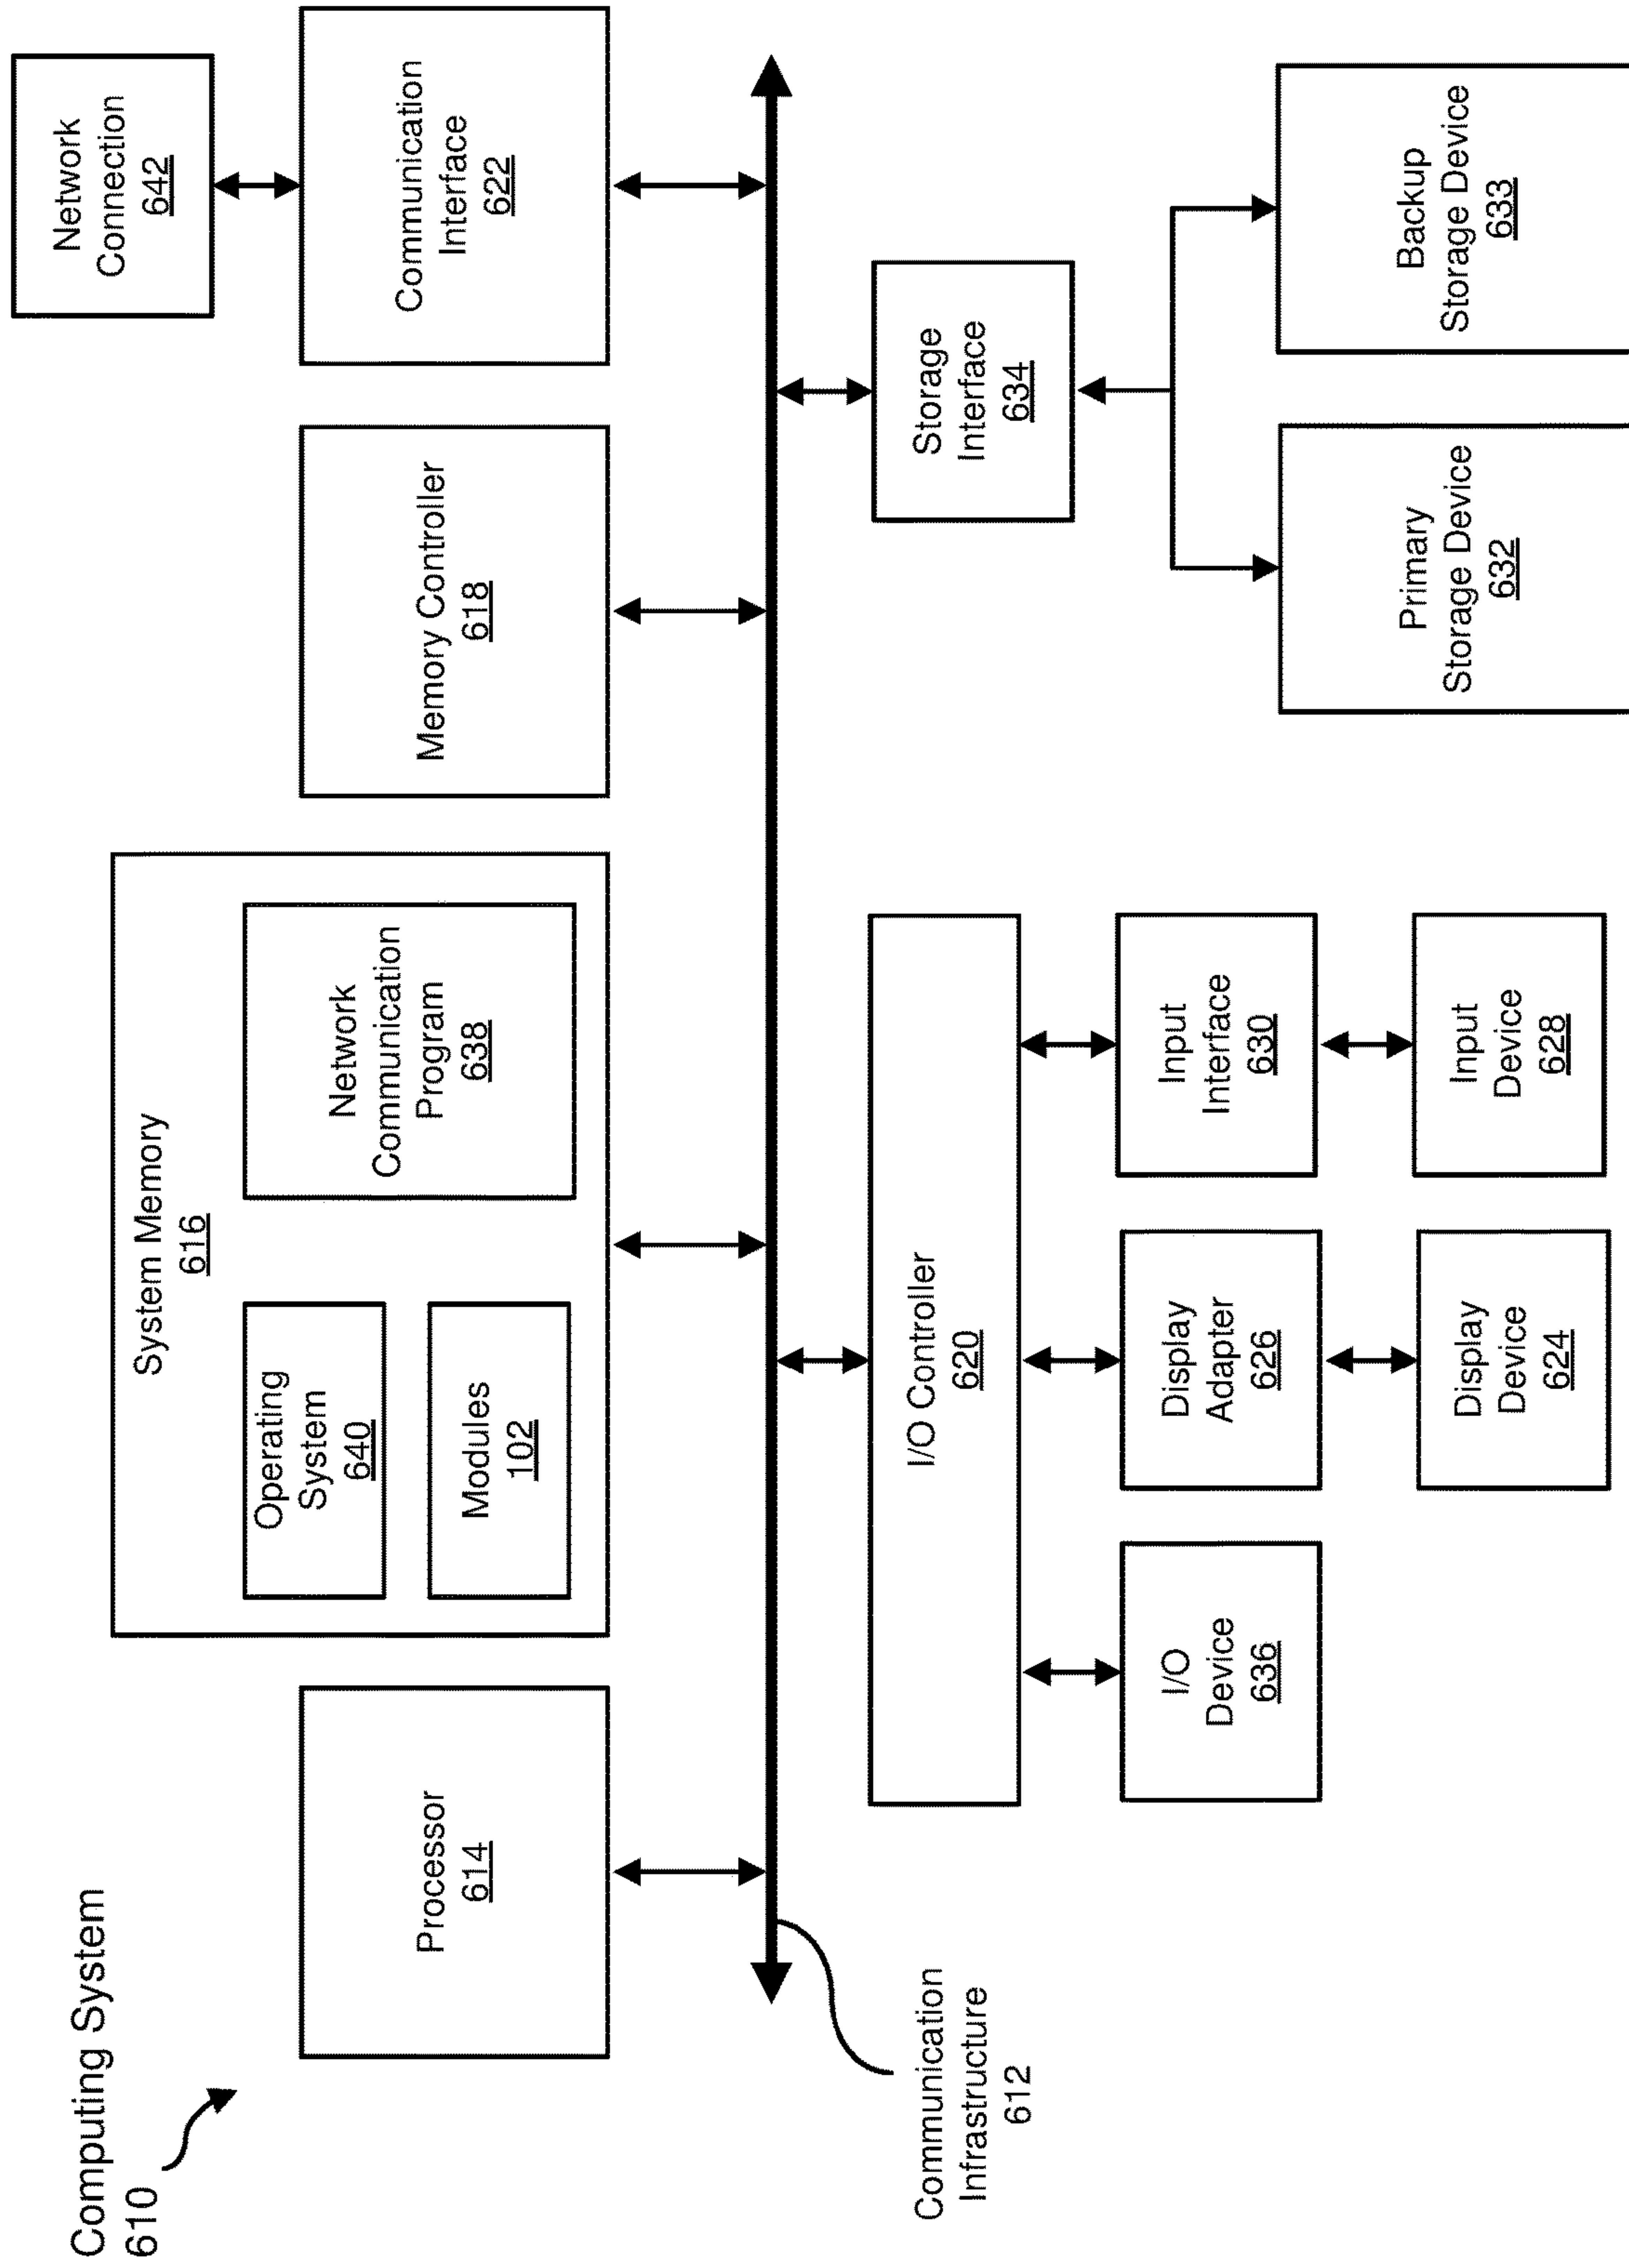 Computing System
610
Processor
614
System Memory
616
Operating
System
640
Modules
102
Network
Communication
Program
638
Memory Controller
618
Communication
Interface
622
Network
Connection
642
Communication
Infrastructure
612
I/O Controller
620
I/O
Device
636
Display
Adapter
626
Input
Interface
630
Display
Device
624
Input
Device
628
Storage
Interface
634
Primary
Storage Device
632
Backup
Storage Device
633